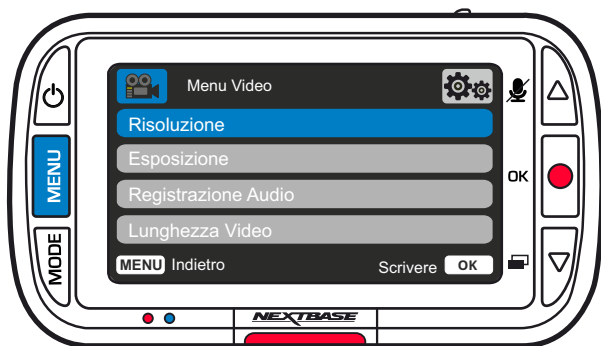 Menu Video
Risoluzione
Esposizione
Registrazione Audio
Lunghezza Video
MENU Indietro Scrivere OK
MENU
MODE
OK
NEXTBASE